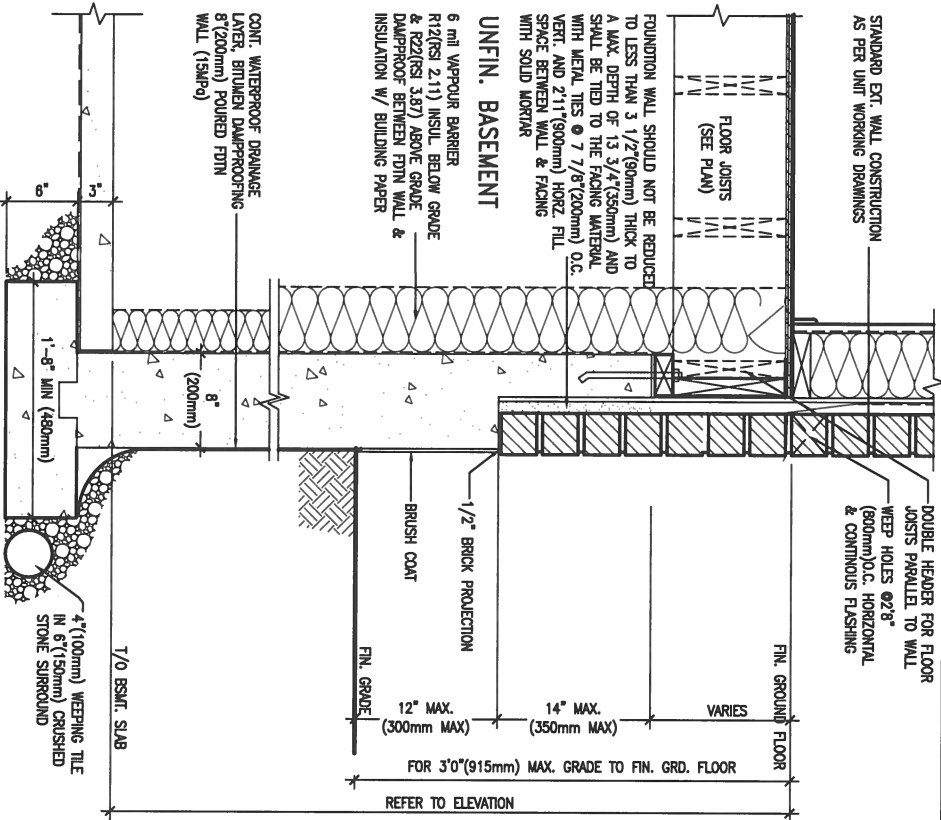 STANDARD EXT. WALL CONSTRUCTION
AS PER UNIT WORKING DRAWINGS
FLOOR JOISTS
(SEE PLAN)
FOUNDTION WALL SHOULD NOT BE REDUCED
TO LESS THAN 3 1/2"(90mm) THICK TO
A MAX. DEPTH OF 13 3/4"(350mm) AND
SHALL BE TIED TO THE FACING MATERIAL
WITH METAL TIES @ 7 7/8"(200mm) O.C.
VERT. AND 2'11"(900mm) HORZ. FILL
SPACE BETWEEN WALL & FACING
WITH SOLID MORTAR
UNFIN. BASEMENT
6 mil VAPPOUR BARRIER
R12(RSI 2.11) INSUL BELOW GRADE
& R22(RSI 3.87) ABOVE GRADE
DAMPPROOF BETWEEN FDTN WALL &
INSULATION W/ BUILDING PAPER
CONT. WATERPROOF DRAINAGE
LAYER, BITUMEN DAMPPROOFING
8"(200mm) POURED FDTN
WALL (15MPa)
6"
3"
1'-8" MIN (480mm)
8"
(200mm)
DOUBLE HEADER FOR FLOOR
JOISTS PARALLEL TO WALL
WEEP HOLES @2'8"
(800mm)O.C. HORIZONTAL
& CONTINOUS FLASHING
1/2" BRICK PROJECTION
BRUSH COAT
FIN. GROUND FLOOR
VARIES
14" MAX.
(350mm MAX)
12" MAX.
(300mm MAX)
FIN. GRADE
FOR 3'0"(915mm) MAX. GRADE TO FIN. GRD. FLOOR
REFER TO ELEVATION
T/O BSMT. SLAB
4"(100mm) WEEPING TILE
IN 6"(150mm) CRUSHED
STONE SURROUND